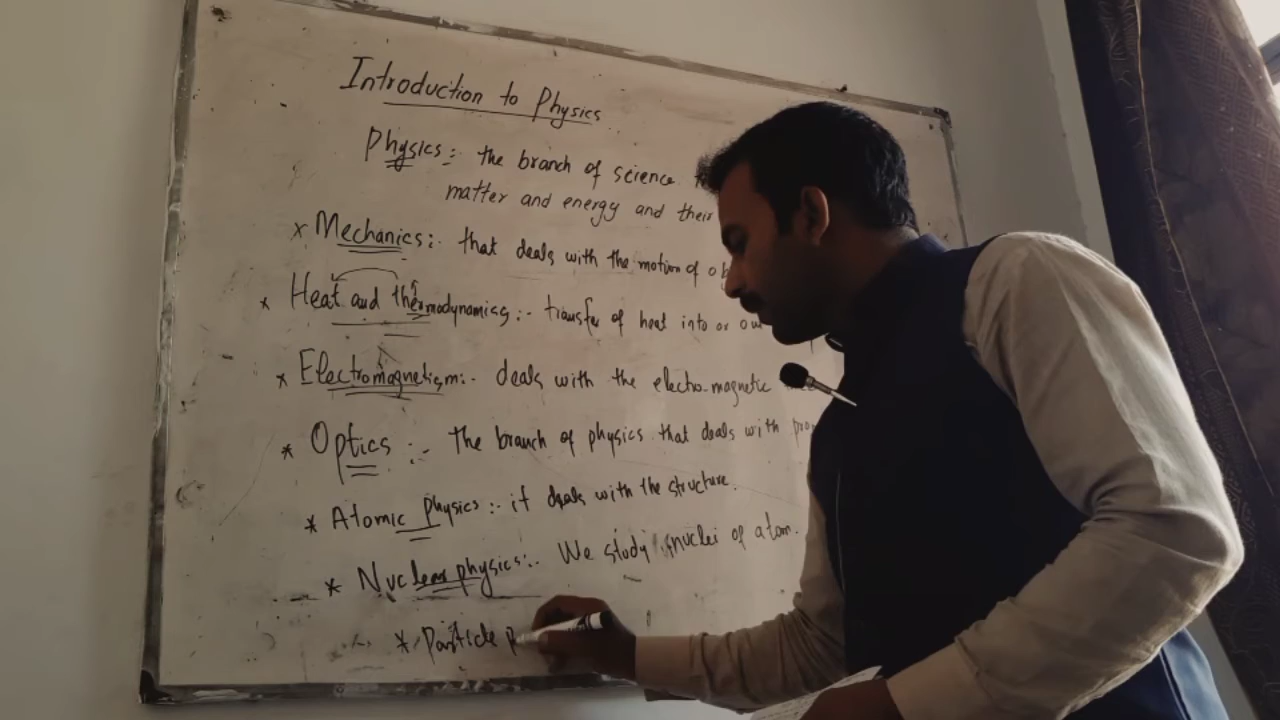 Introduction to Physics
Physics:- the branch of science
matter and energy and their
* Mechanics:- that deals with the motion of ob
* Heat and thermodynamics:- transfer of heat into or ou
* Electromagnetism:- deals with the electro-magnetic
* Optics:- the branch of physics that deals with pro
* Atomic physics:- it deals with the structure.
* Nuclear physics:- We study nuclei of atom.
* Particle p